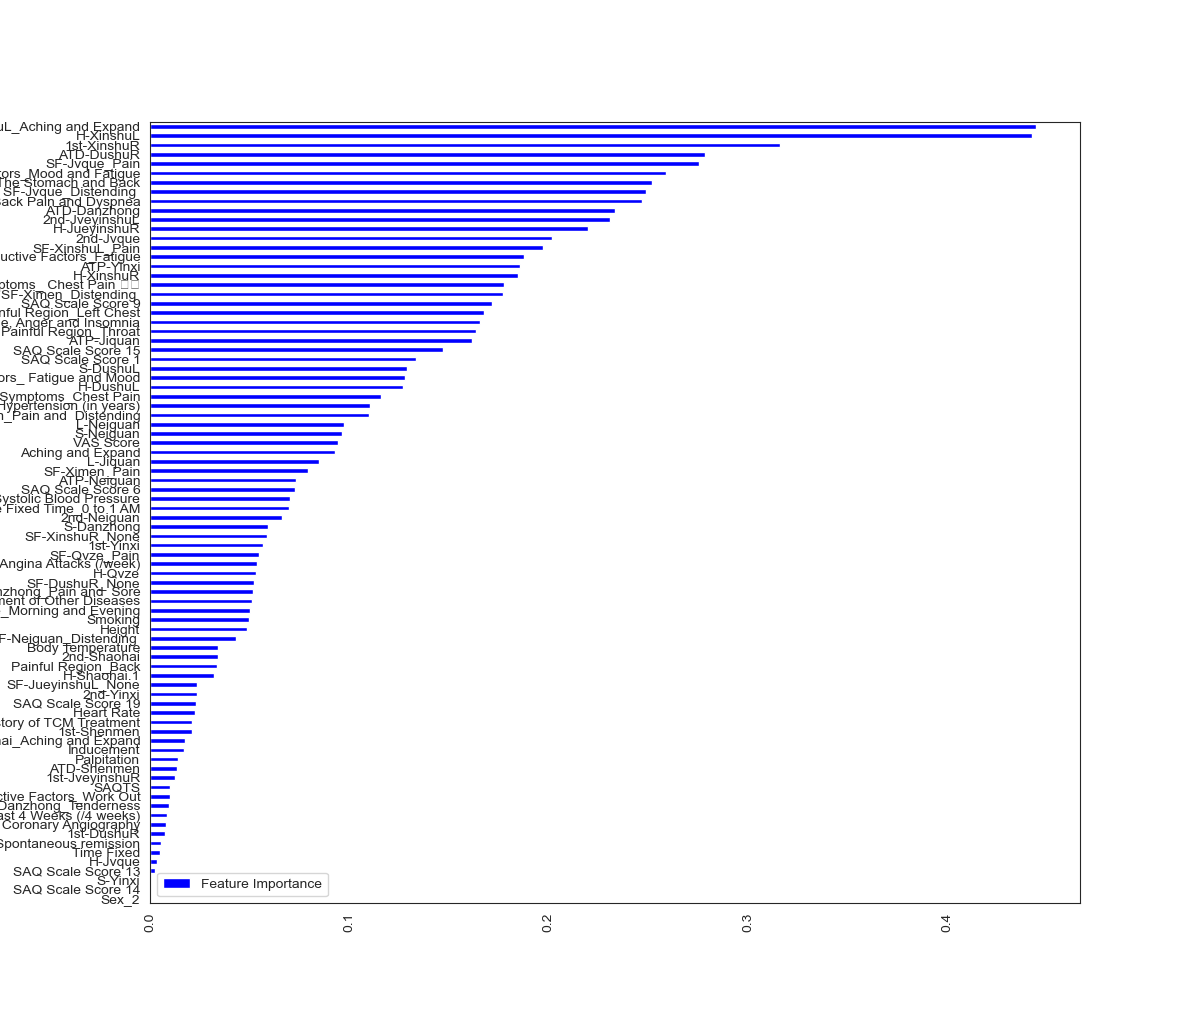 uL_Aching and Expand
H-XinshuL
1st-XinshuR
ATD-DushuR
SF-Jvque_Pain
tors_Mood and Fatigue
The Stomach and Back
SF-Jvque_Distending
Back Pain and Dyspnea
ATD-Danzhong
2nd-JveyinshuL
H-JueyinshuR
2nd-Jvque
SF-XinshuL_Pain
uctive Factors_Fatigue
ATP-Yinxi
H-XinshuR
ptoms_ Chest Pain
SF-Ximen_Distending
SAQ Scale Score 9
nful Region_Left Chest
e, Anger and Insomnia
Painful Region_Throat
ATP-Jiquan
SAQ Scale Score 15
SAQ Scale Score 1
S-DushuL
ors_ Fatigue and Mood
H-DushuL
Symptoms_Chest Pain
Hypertension (in years)
n_Pain and Distending
L-Neiguan
S-Neiguan
VAS Score
Aching and Expand
L-Jiquan
SF-Ximen_Pain
ATP-Neiguan
SAQ Scale Score 6
Systolic Blood Pressure
e Fixed Time_0 to 1 AM
2nd-Neiguan
S-Danzhong
SF-XinshuR_None
1st-Yinxi
SF-Qvze_Pain
Angina Attacks (/week)
H-Qvze
SF-DushuR_None
nzhong_Pain and Sore
ment of Other Diseases
_Morning and Evening
Smoking
Height
F-Neiguan_Distending
Body Temperature
2nd-Shaohai
Painful Region_Back
H-Shaohai.1
SF-JueyinshuL_None
2nd-Yinxi
SAQ Scale Score 19
Heart Rate
story of TCM Treatment
1st-Shenmen
ai_Aching and Expand
Inducement
Palpitation
ATD-Shenmen
1st-JveyinshuR
SAQTS
ctive Factors_Work Out
Danzhong_Tenderness
ast 4 Weeks (/4 weeks)
Coronary Angiography
1st-DushuR
Spontaneous remission
Time Fixed
H-Jvque
SAQ Scale Score 13
S-Yinxi
SAQ Scale Score 14
Sex_2
Feature Importance
0.0
0.1
0.2
0.3
0.4